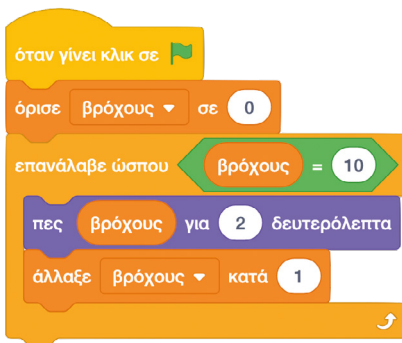 όταν γίνει κλικ σε
όρισε βρόχους σε 0
επανάλαβε ώσπου βρόχους = 10
πες βρόχους για 2 δευτερόλεπτα
άλλαξε βρόχους κατά 1